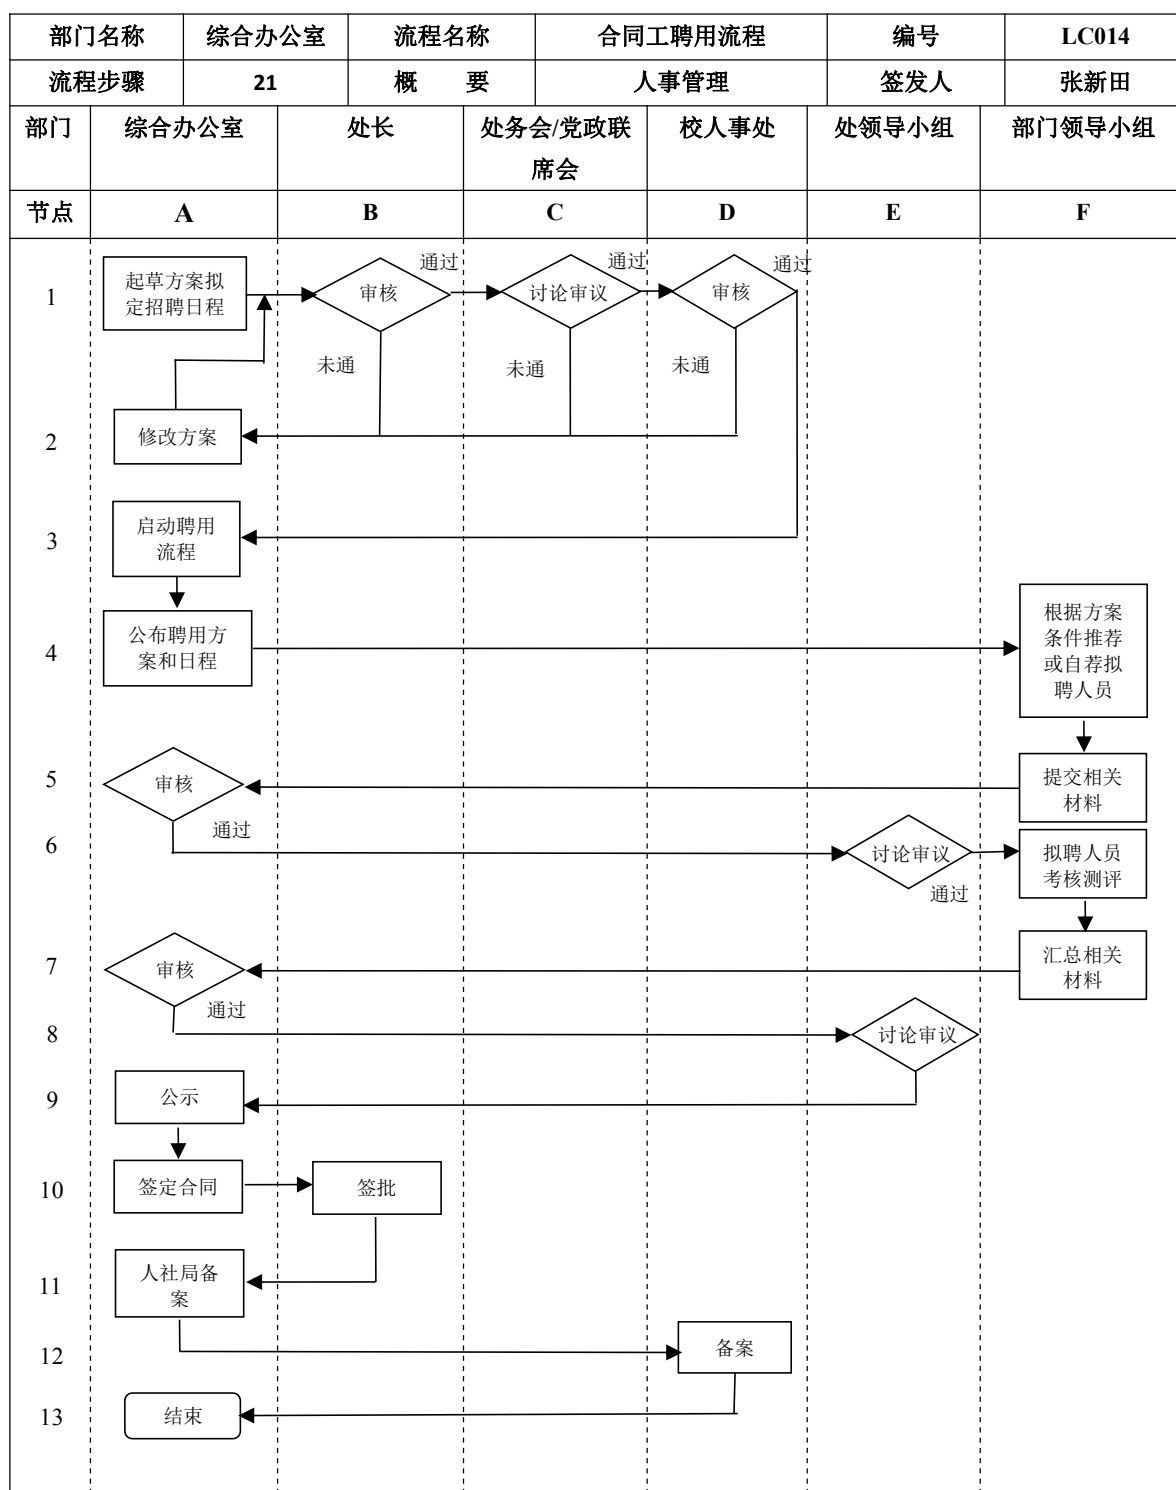 部门名称 综合办公室 流程名称 合同工聘用流程 编号 LC014
流程步骤 21 概 要 人事管理 签发人 张新田
部门 综合办公室 处长 处务会/党政联 校人事处 处领导小组 部门领导小组
席会
节点 A B C D E F
通过 通过 通过
1 起草方案拟 审核 讨论审议 审核
定招聘日程
未通 未通 未通
2 修改方案
3 启动聘用
流程
4 公布聘用方
案和日程
根据方案
条件推荐
或自荐拟
聘人员
5 审核 提交相关
材料
通过
6 讨论审议 拟聘人员
考核测评
通过
7 审核 汇总相关
材料
通过
8 讨论审议
9 公示
10 签定合同 签批
11 人社局备
案
12 备案
13 结束